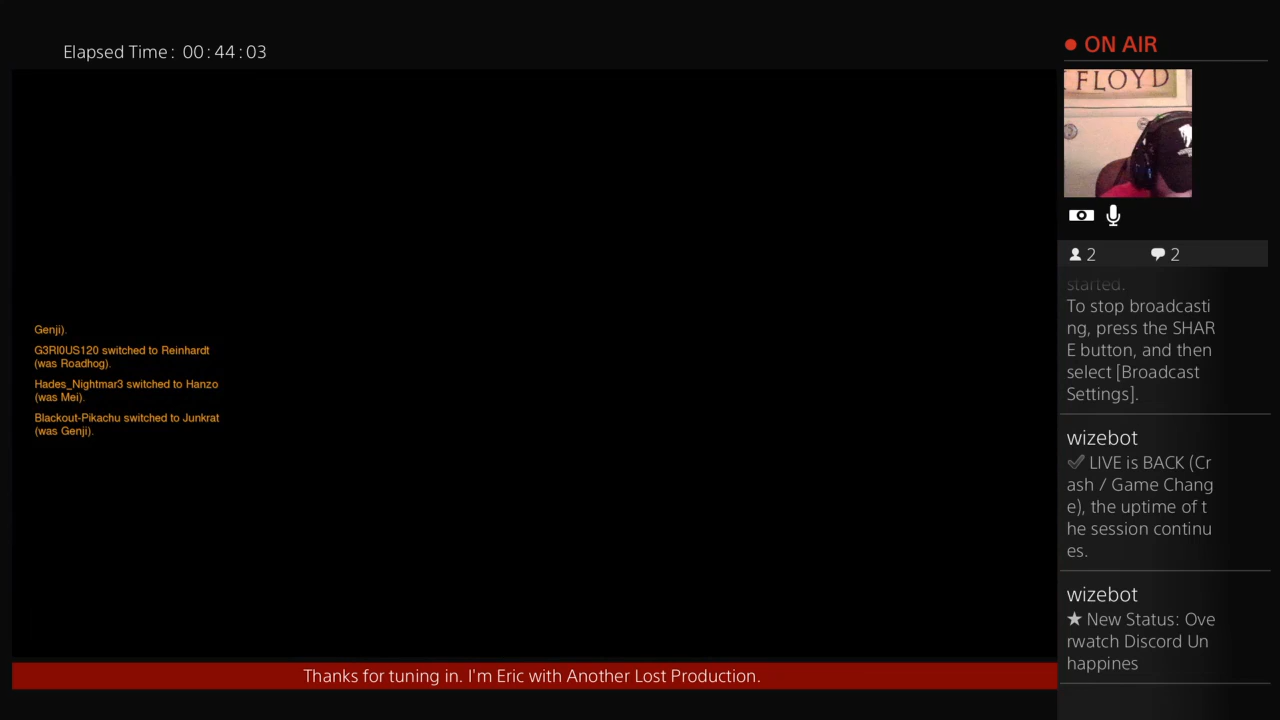 Elapsed Time: 00:44:03
ON AIR
FLOYD
2
2
started.
To stop broadcasti
ng, press the SHAR
E button, and then
select [Broadcast
Settings].
wizebot
✔ LIVE is BACK (Cr
ash / Game Chang
e), the uptime of t
he session continu
es.
wizebot
★ New Status: Ove
rwatch Discord Un
happines
Genji).
G3RI0US120 switched to Reinhardt
(was Roadhog).
Hades_Nightmar3 switched to Hanzo
(was Mei).
Blackout-Pikachu switched to Junkrat
(was Genji).
Thanks for tuning in. I'm Eric with Another Lost Production.